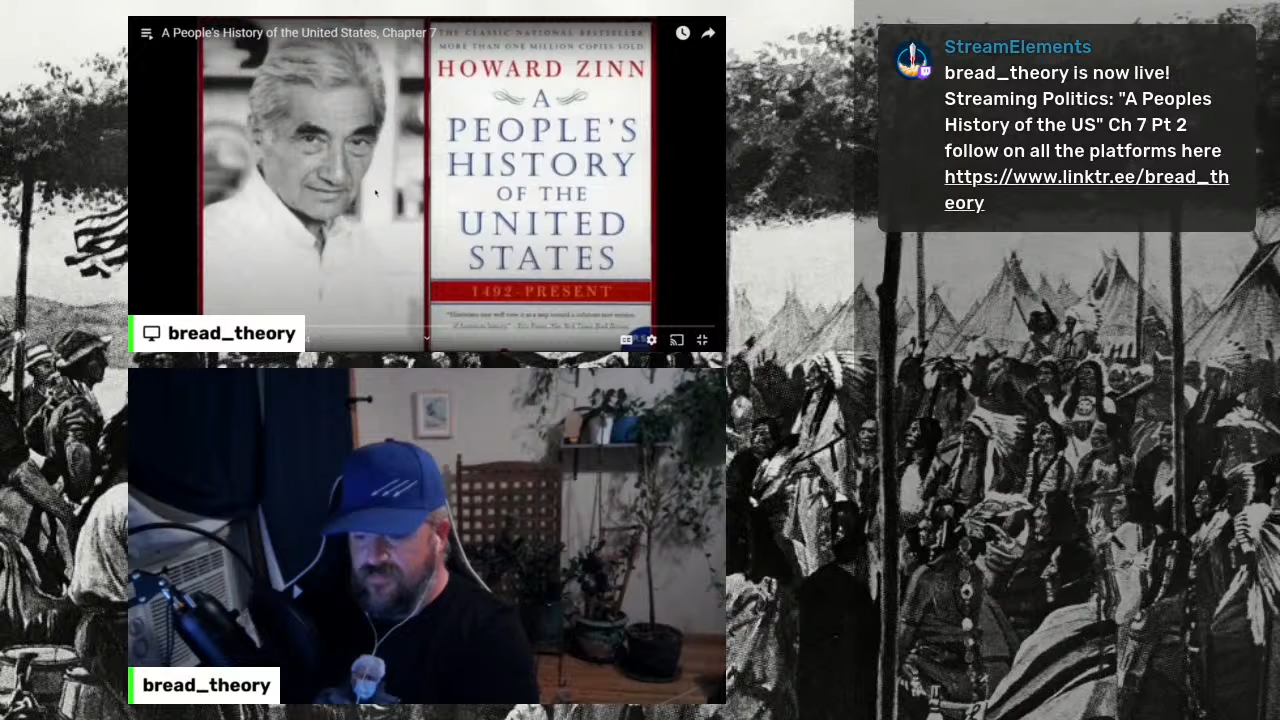 A People's History of the United States, Chapter 7
THE CLASSIC NATIONAL BESTSELLER
MORE THAN ONE MILLION COPIES SOLD
HOWARD ZINN
A
PEOPLE'S
HISTORY
OF THE
UNITED
STATES
1492–PRESENT
bread_theory
bread_theory
StreamElements
bread_theory is now live!
Streaming Politics: "A Peoples
History of the US" Ch 7 Pt 2
follow on all the platforms here
https://www.linktr.ee/bread_th
eory